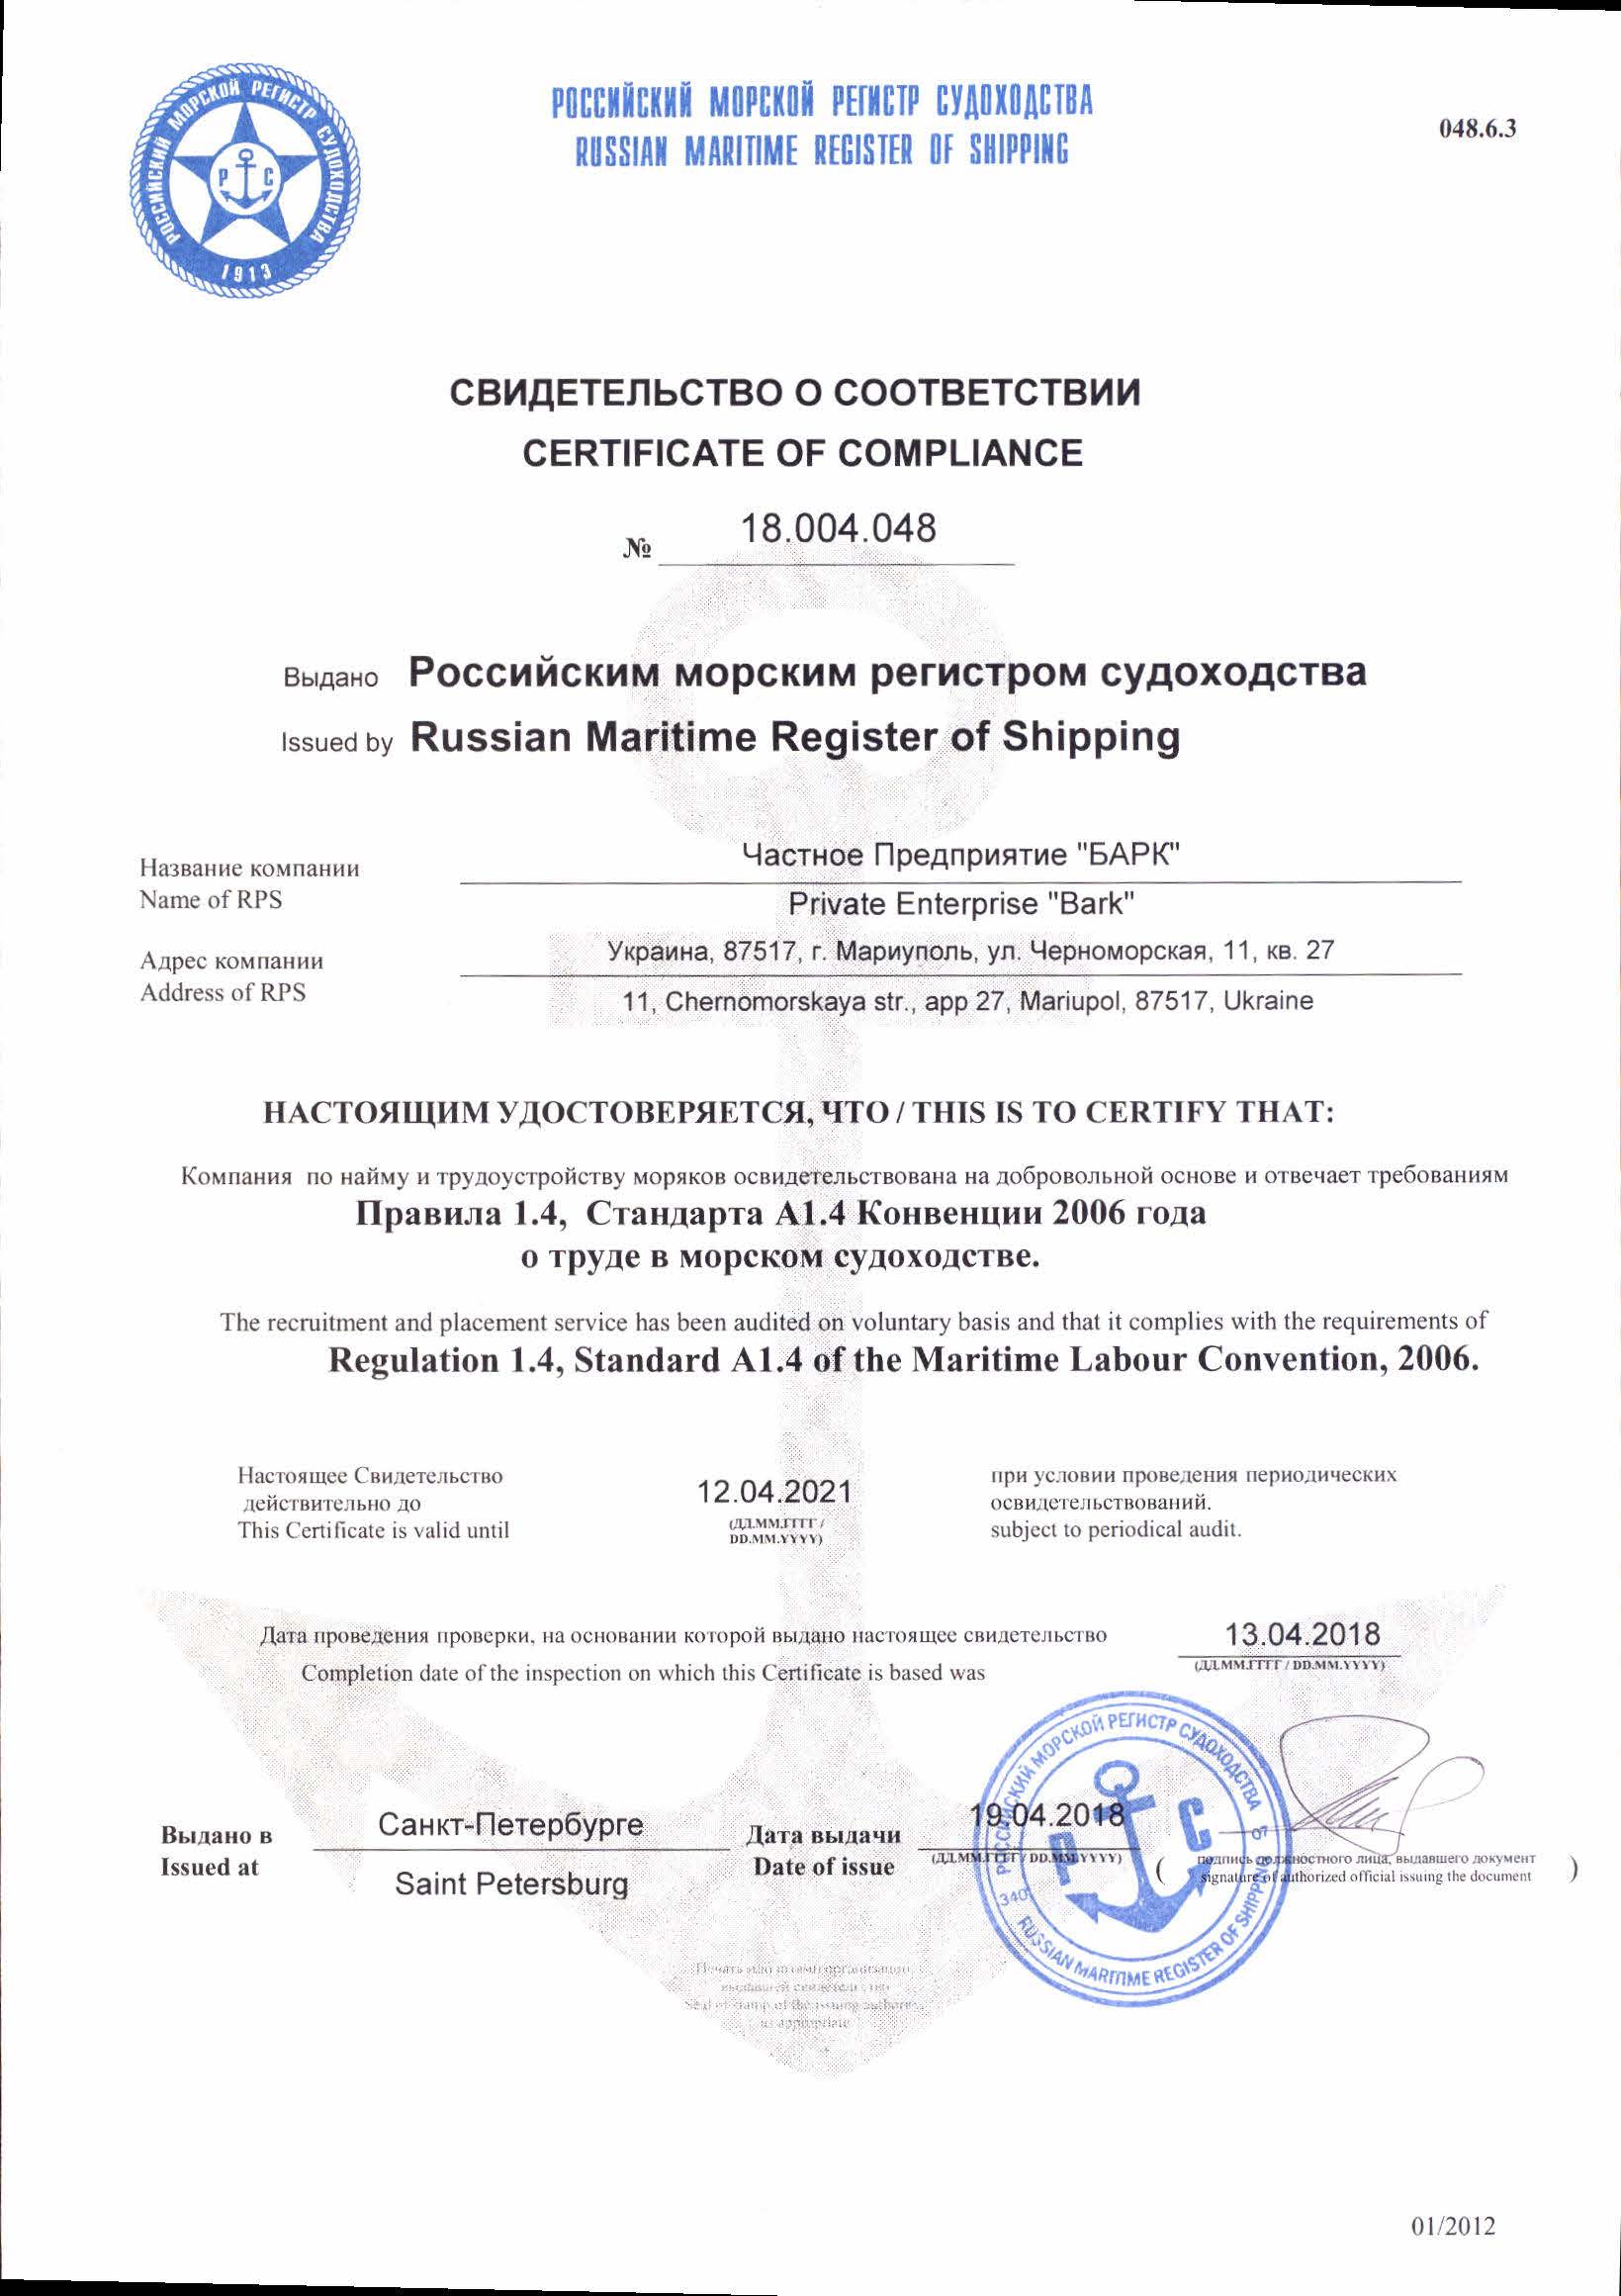 РОССИЙСКИЙ МОРСКОЙ РЕГИСТР СУДОХОДСТВА
1913
Р С
РОССИЙСКИЙ МОРСКОЙ РЕГИСТР СУДОХОДСТВА
RUSSIAN MARITIME REGISTER OF SHIPPING
048.6.3
СВИДЕТЕЛЬСТВО О СООТВЕТСТВИИ
CERTIFICATE OF COMPLIANCE
№ 18.004.048
Выдано Российским морским регистром судоходства
Issued by Russian Maritime Register of Shipping
Название компании Частное Предприятие "БАРК"
Name of RPS Private Enterprise "Bark"
Адрес компании Украина, 87517, г. Мариуполь, ул. Черноморская, 11, кв. 27
Address of RPS 11, Chernomorskaya str., app 27, Mariupol, 87517, Ukraine
НАСТОЯЩИМ УДОСТОВЕРЯЕТСЯ, ЧТО / THIS IS TO CERTIFY THAT:
Компания по найму и трудоустройству моряков освидетельствована на добровольной основе и отвечает требованиям
Правила 1.4, Стандарта А1.4 Конвенции 2006 года
о труде в морском судоходстве.
The recruitment and placement service has been audited on voluntary basis and that it complies with the requirements of
Regulation 1.4, Standard A1.4 of the Maritime Labour Convention, 2006.
Настоящее Свидетельство
действительно до
This Certificate is valid until
12.04.2021
(ДД.ММ.ГГГГ /
DD.MM.YYYY)
при условии проведения периодических
освидетельствований.
subject to periodical audit.
Дата проведения проверки, на основании которой выдано настоящее свидетельство 13.04.2018
Completion date of the inspection on which this Certificate is based was (ДД.ММ.ГГГГ / DD.MM.YYYY)
Выдано в Санкт-Петербурге
Issued at Saint Petersburg
Дата выдачи 19.04.2018
Date of issue (ДД.ММ.ГГГГ / DD.MM.YYYY)
( подпись должностного лица, выдавшего документ
signature of authorized official issuing the document )
РОССИЙСКИЙ МОРСКОЙ РЕГИСТР СУДОХОДСТВА
340 RUSSIAN MARITIME REGISTER OF SHIPPING
Р С
Seal or stamp of the issuing authority,
as appropriate
01/2012